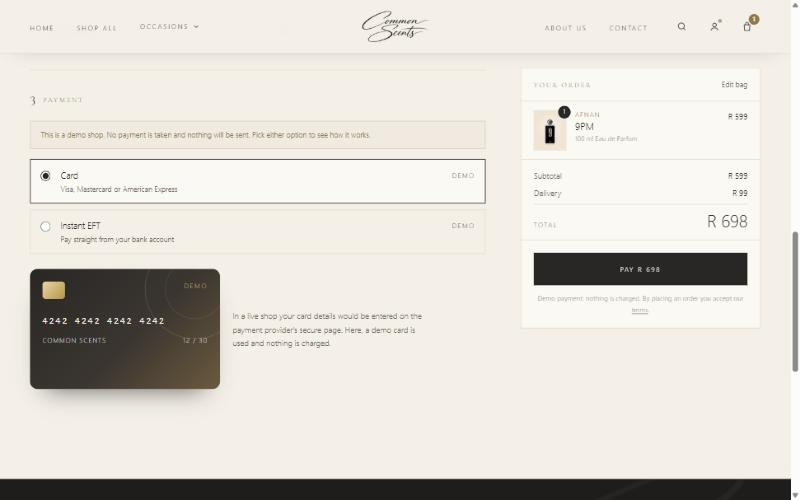 HOME
SHOP ALL
OCCASIONS
Common
Scents
ABOUT US
CONTACT
1
3 PAYMENT
This is a demo shop. No payment is taken and nothing will be sent. Pick either option to see how it works.
Card
DEMO
Visa, Mastercard or American Express
Instant EFT
DEMO
Pay straight from your bank account
DEMO
4242 4242 4242 4242
COMMON SCENTS
12 / 30
In a live shop your card details would be entered on the
payment provider's secure page. Here, a demo card is
used and nothing is charged.
YOUR ORDER
Edit bag
1
AFNAN
R 599
9PM
100 ml Eau de Parfum
Subtotal
R 599
Delivery
R 99
TOTAL
R 698
PAY R 698
Demo payment: nothing is charged. By placing an order you accept our
terms.